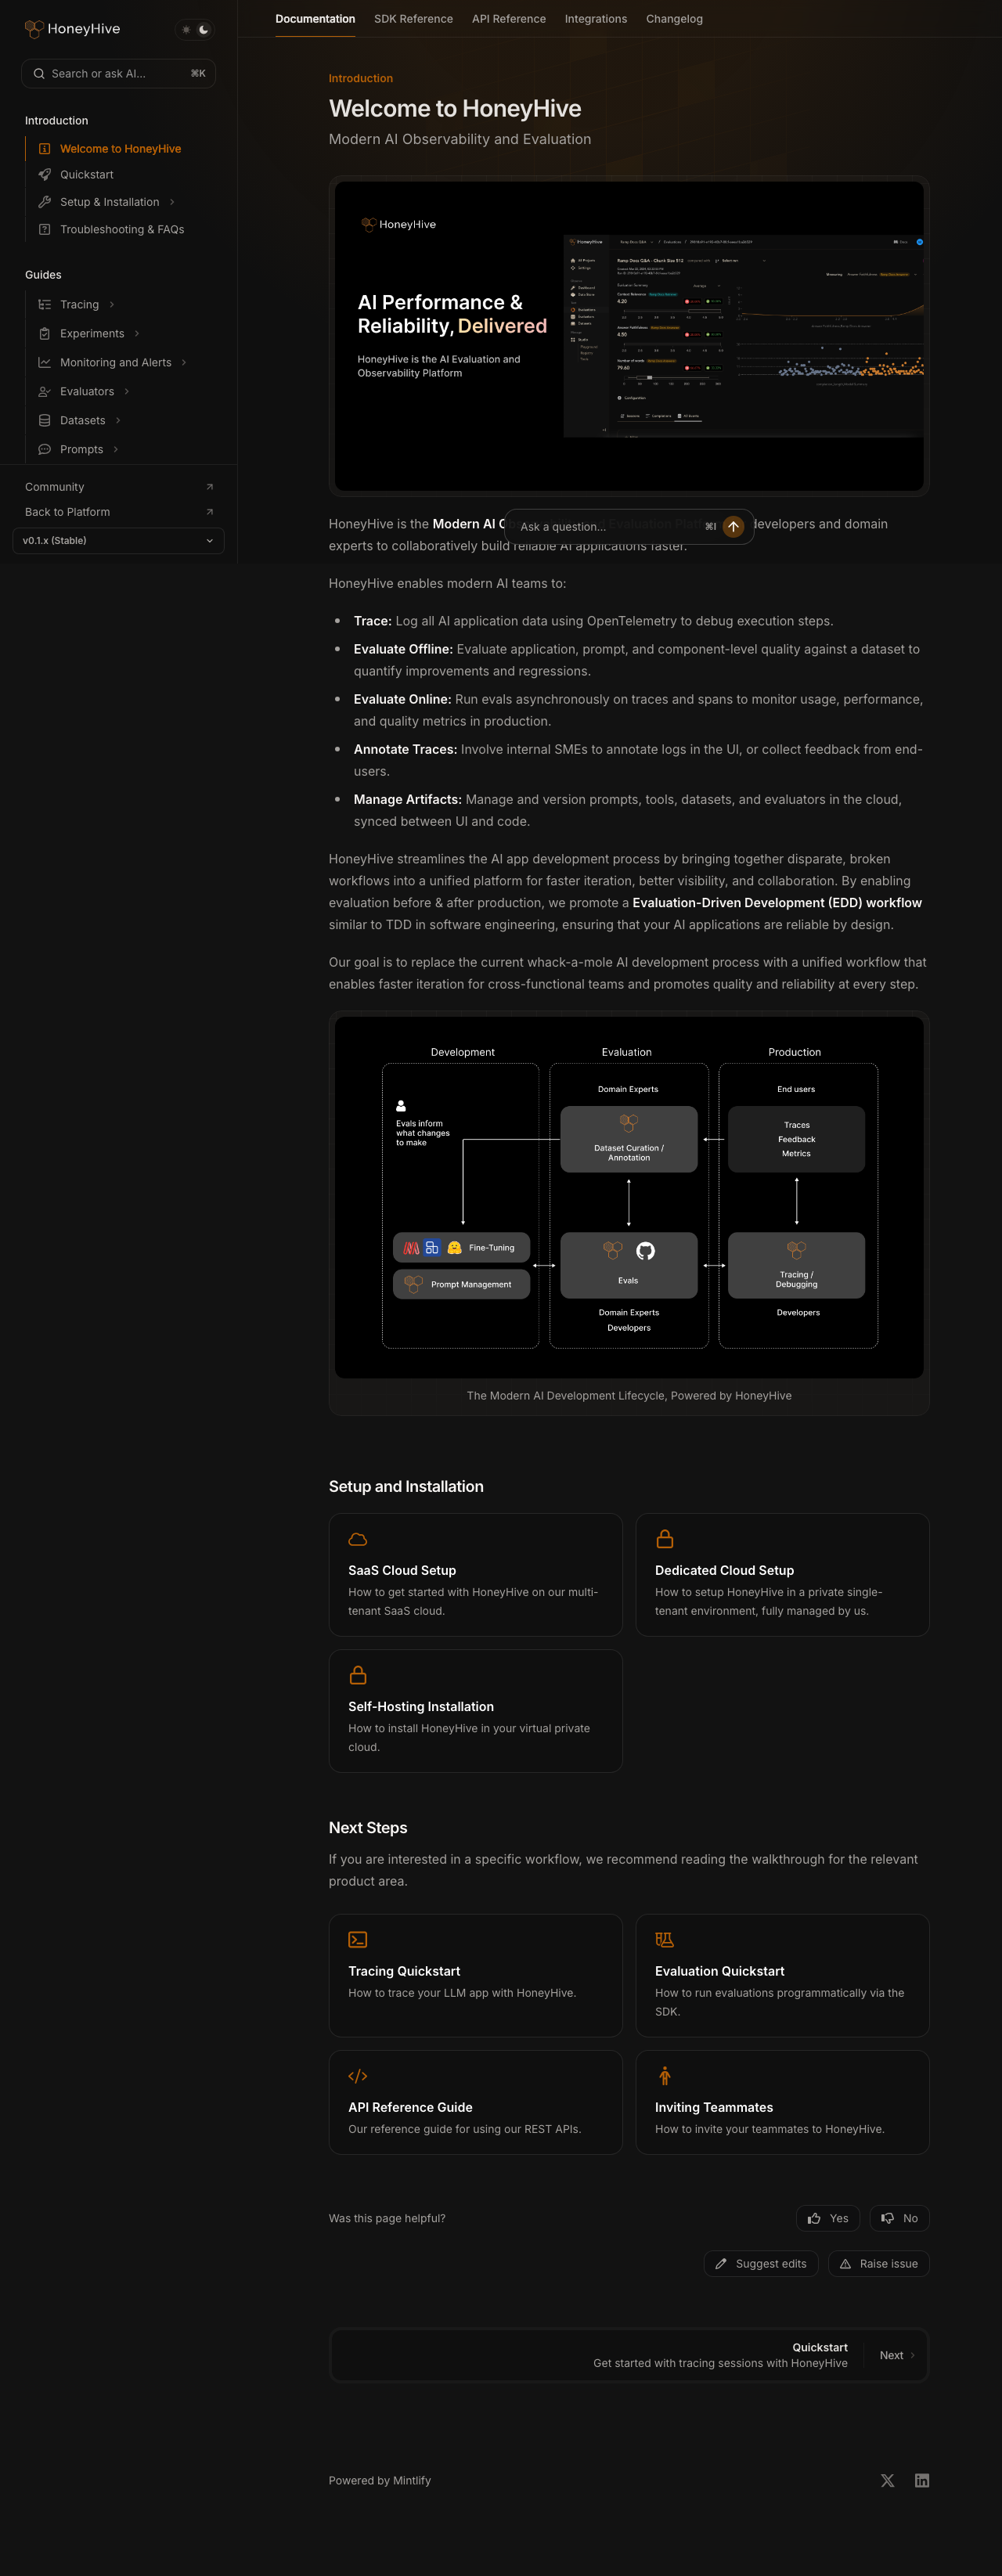 HoneyHive
Search or ask AI...
⌘K
Introduction
Welcome to HoneyHive
Quickstart
Setup & Installation
Troubleshooting & FAQs
Guides
Tracing
Experiments
Monitoring and Alerts
Evaluators
Datasets
Prompts
Community
Back to Platform
v0.1.x (Stable)
Documentation
SDK Reference
API Reference
Integrations
Changelog
Introduction
Welcome to HoneyHive
Modern AI Observability and Evaluation
HoneyHive
AI Performance &
Reliability, Delivered
HoneyHive is the AI Evaluation and
Observability Platform
HoneyHive
4.20
4.50
79.60
Configuration
HoneyHive is the Modern AI Observability and Evaluation Platform developers and domain
experts to collaboratively build reliable AI applications faster.
Ask a question...
⌘I
HoneyHive enables modern AI teams to:
Trace: Log all AI application data using OpenTelemetry to debug execution steps.
Evaluate Offline: Evaluate application, prompt, and component-level quality against a dataset to
quantify improvements and regressions.
Evaluate Online: Run evals asynchronously on traces and spans to monitor usage, performance,
and quality metrics in production.
Annotate Traces: Involve internal SMEs to annotate logs in the UI, or collect feedback from end-
users.
Manage Artifacts: Manage and version prompts, tools, datasets, and evaluators in the cloud,
synced between UI and code.
HoneyHive streamlines the AI app development process by bringing together disparate, broken
workflows into a unified platform for faster iteration, better visibility, and collaboration. By enabling
evaluation before & after production, we promote a Evaluation-Driven Development (EDD) workflow
similar to TDD in software engineering, ensuring that your AI applications are reliable by design.
Our goal is to replace the current whack-a-mole AI development process with a unified workflow that
enables faster iteration for cross-functional teams and promotes quality and reliability at every step.
Development
Evaluation
Production
Domain Experts
End users
Evals inform
what changes
to make
Dataset Curation /
Annotation
Traces
Feedback
Metrics
Fine-Tuning
Prompt Management
Evals
Tracing /
Debugging
Domain Experts
Developers
Developers
The Modern AI Development Lifecycle, Powered by HoneyHive
Setup and Installation
SaaS Cloud Setup
How to get started with HoneyHive on our multi-
tenant SaaS cloud.
Dedicated Cloud Setup
How to setup HoneyHive in a private single-
tenant environment, fully managed by us.
Self-Hosting Installation
How to install HoneyHive in your virtual private
cloud.
Next Steps
If you are interested in a specific workflow, we recommend reading the walkthrough for the relevant
product area.
Tracing Quickstart
How to trace your LLM app with HoneyHive.
Evaluation Quickstart
How to run evaluations programmatically via the
SDK.
API Reference Guide
Our reference guide for using our REST APIs.
Inviting Teammates
How to invite your teammates to HoneyHive.
Was this page helpful?
Yes
No
Suggest edits
Raise issue
Quickstart
Get started with tracing sessions with HoneyHive
Next
Powered by Mintlify